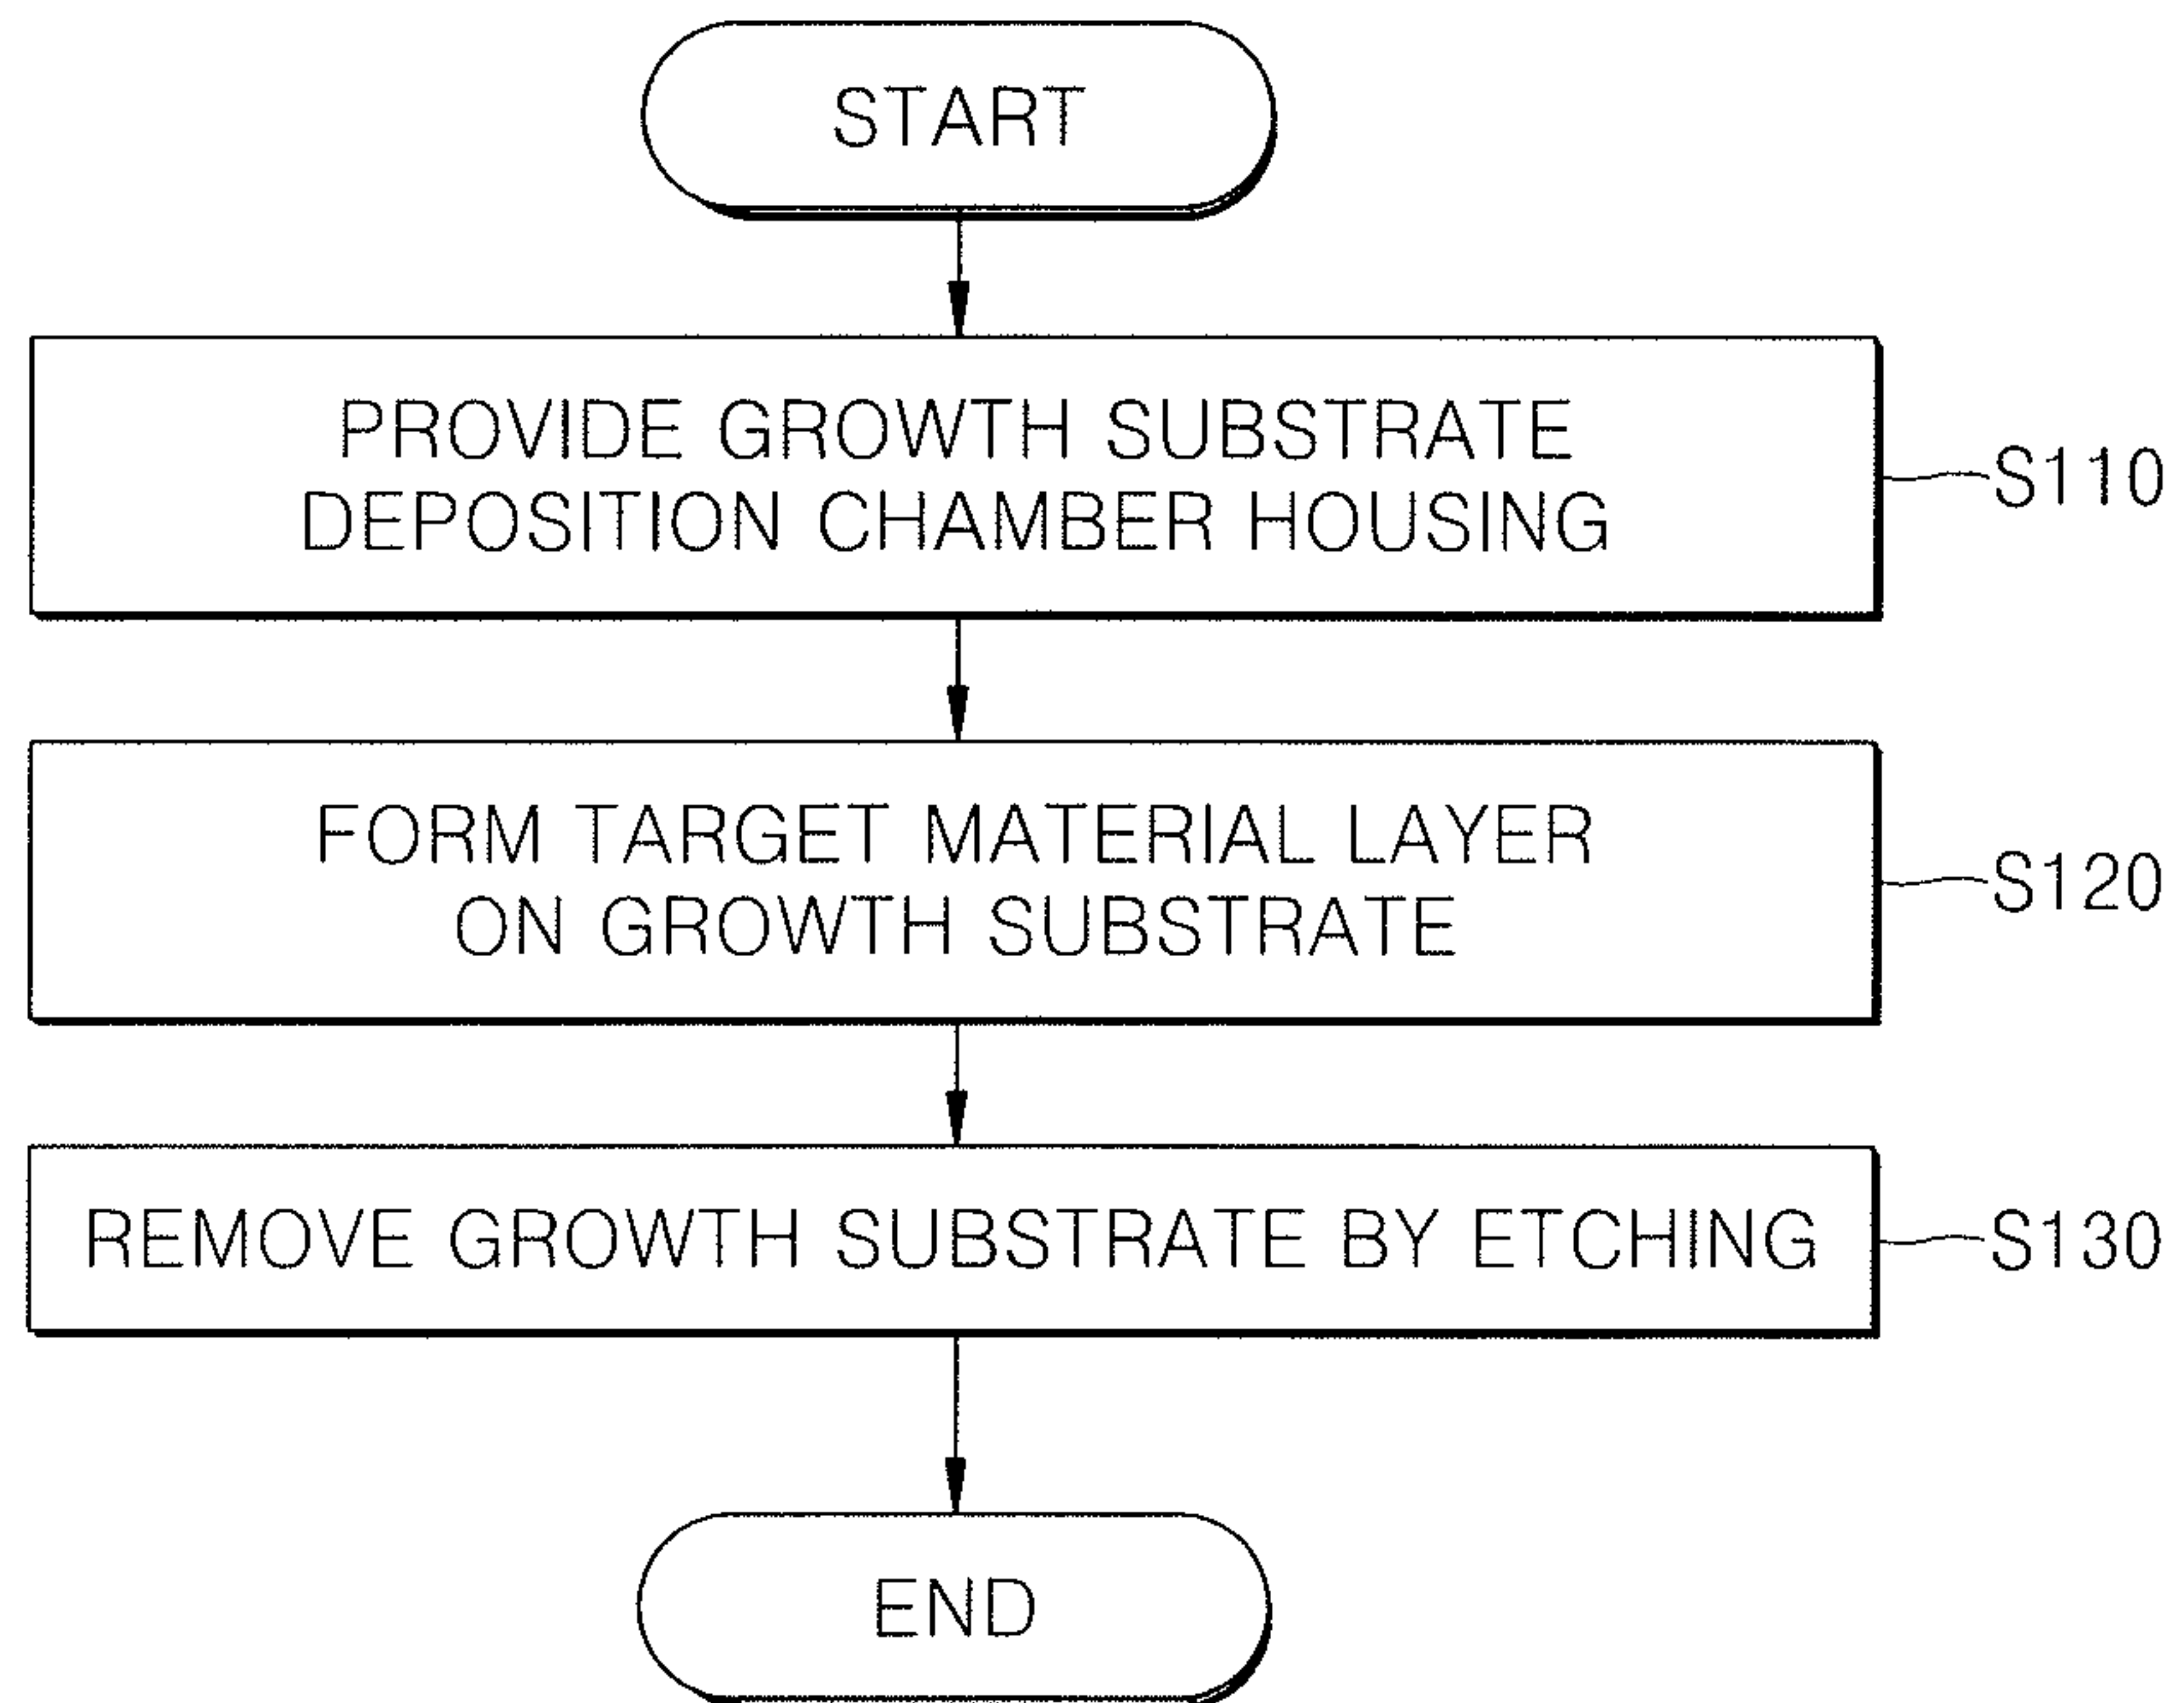 START
PROVIDE GROWTH SUBSTRATE
DEPOSITION CHAMBER HOUSING
S110
FORM TARGET MATERIAL LAYER
ON GROWTH SUBSTRATE
S120
REMOVE GROWTH SUBSTRATE BY ETCHING
S130
END